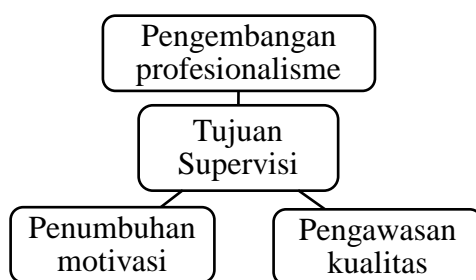 Pengembangan
profesionalisme
Tujuan
Supervisi
Penumbuhan
motivasi
Pengawasan
kualitas